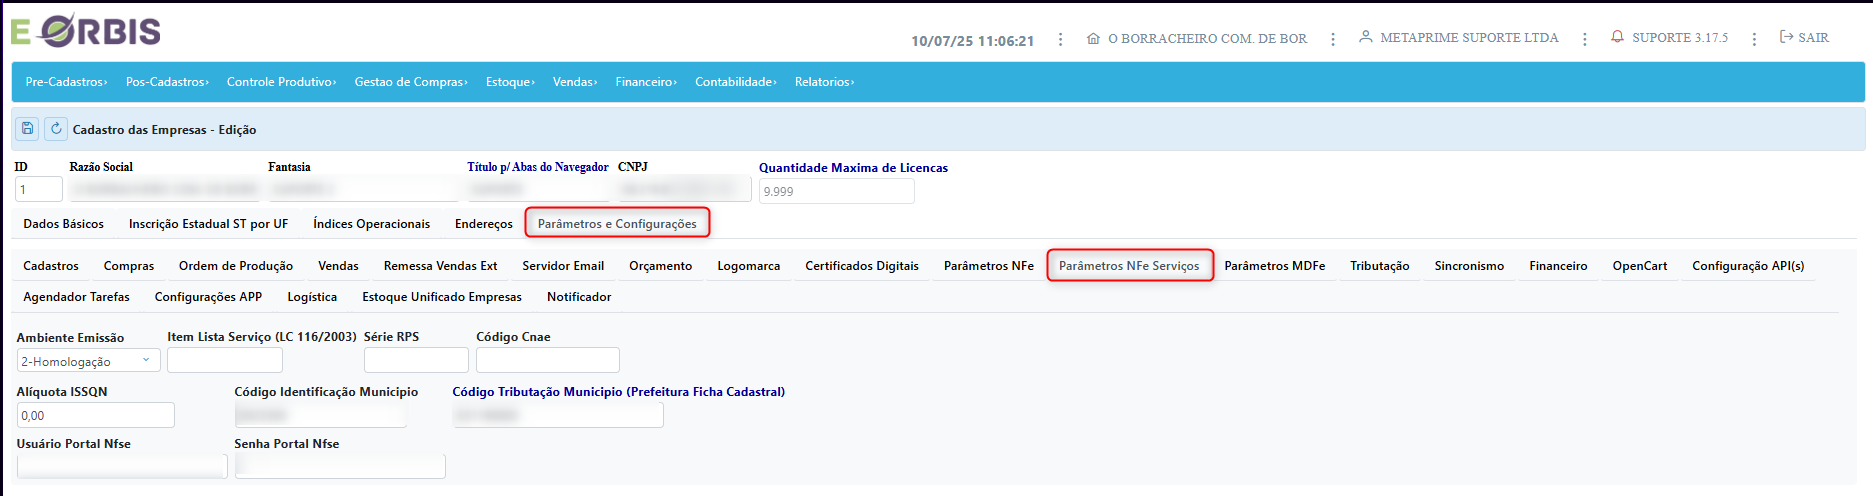 E ORBIS
10/07/25 11:06:21 O BORRACHEIRO COM. DE BOR METAPRIME SUPORTE LTDA SUPORTE 3.17.5 SAIR
Pre-Cadastros› Pos-Cadastros› Controle Produtivo› Gestao de Compras› Estoque› Vendas› Financeiro› Contabilidade› Relatorios›
Cadastro das Empresas - Edição
ID Razão Social Fantasia Título p/ Abas do Navegador CNPJ Quantidade Maxima de Licencas
1 9.999
Dados Básicos Inscrição Estadual ST por UF Índices Operacionais Endereços Parâmetros e Configurações
Cadastros Compras Ordem de Produção Vendas Remessa Vendas Ext Servidor Email Orçamento Logomarca Certificados Digitais Parâmetros NFe Parâmetros NFe Serviços Parâmetros MDFe Tributação Sincronismo Financeiro OpenCart Configuração API(s)
Agendador Tarefas Configurações APP Logística Estoque Unificado Empresas Notificador
Ambiente Emissão Item Lista Serviço (LC 116/2003) Série RPS Código Cnae
2-Homologação
Alíquota ISSQN Código Identificação Municipio Código Tributação Municipio (Prefeitura Ficha Cadastral)
0,00
Usuário Portal Nfse Senha Portal Nfse